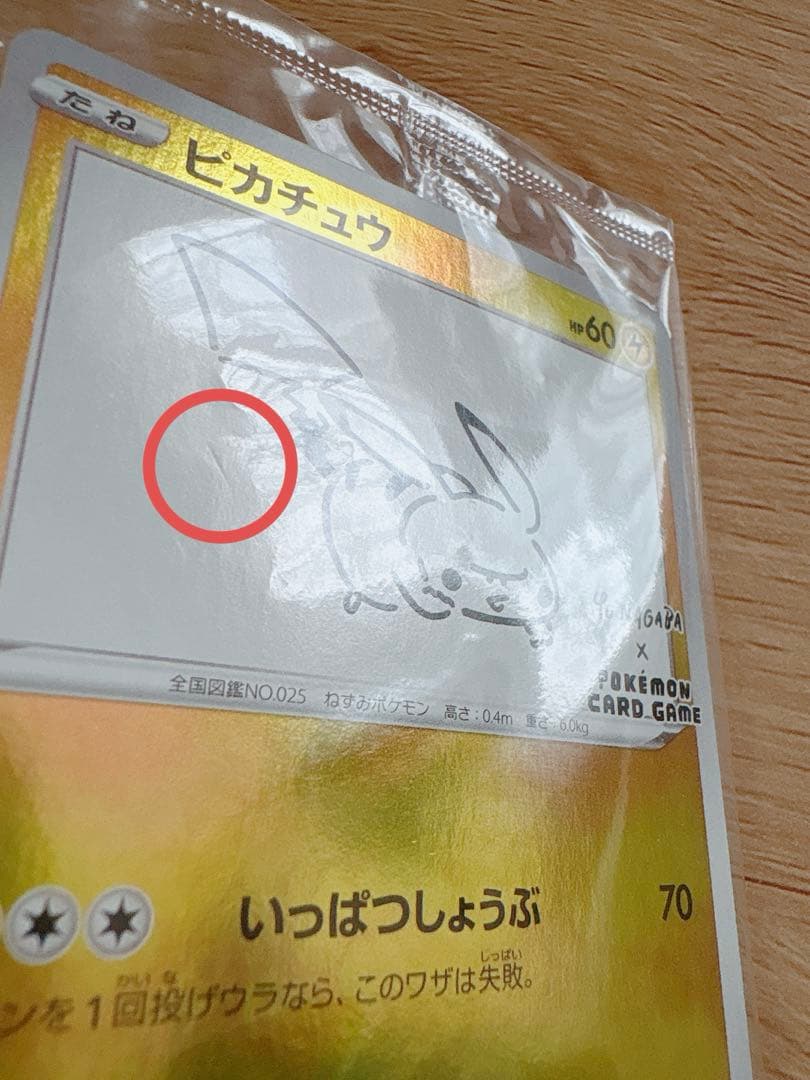 たね
ピカチュウ
HP60
YU NAGABA
×
POKÉMON
CARD GAME
全国図鑑NO.025 ねずみポケモン 高さ:0.4m 重さ:6.0kg
いっぱつしょうぶ 70
ンを1回投げウラなら、このワザは失敗。